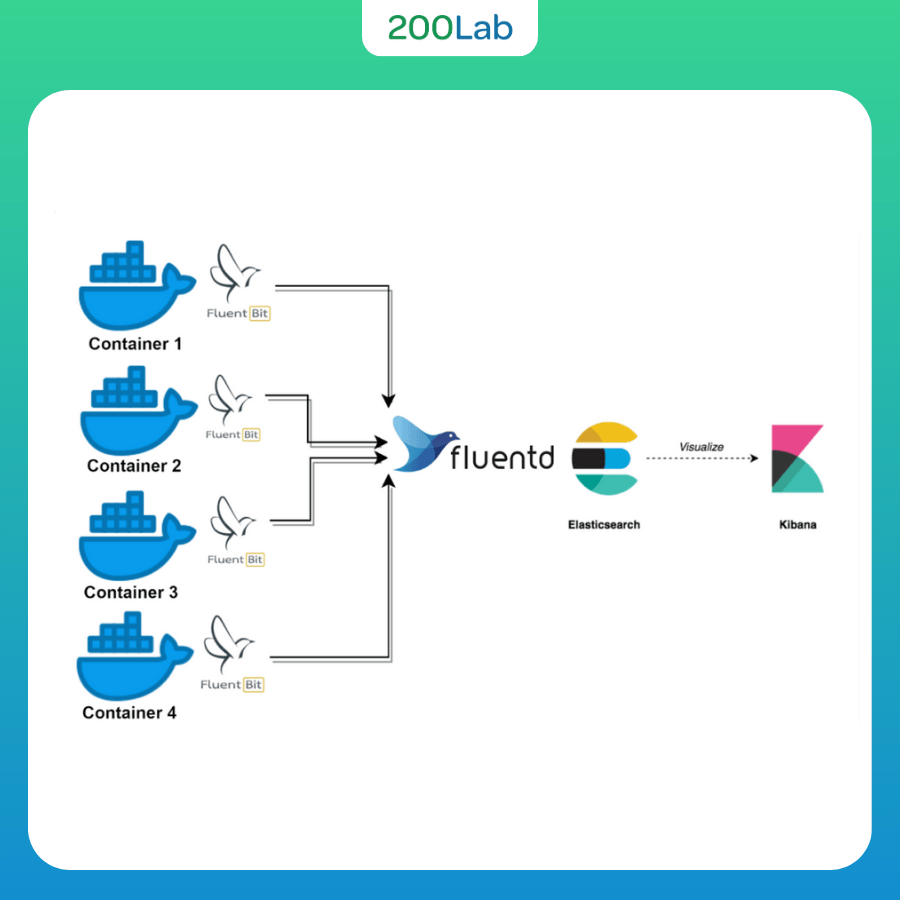 200Lab
Fluent Bit
Container 1
Fluent Bit
Container 2
Fluent Bit
Container 3
Fluent Bit
Container 4
fluentd
Elasticsearch
Visualize
Kibana